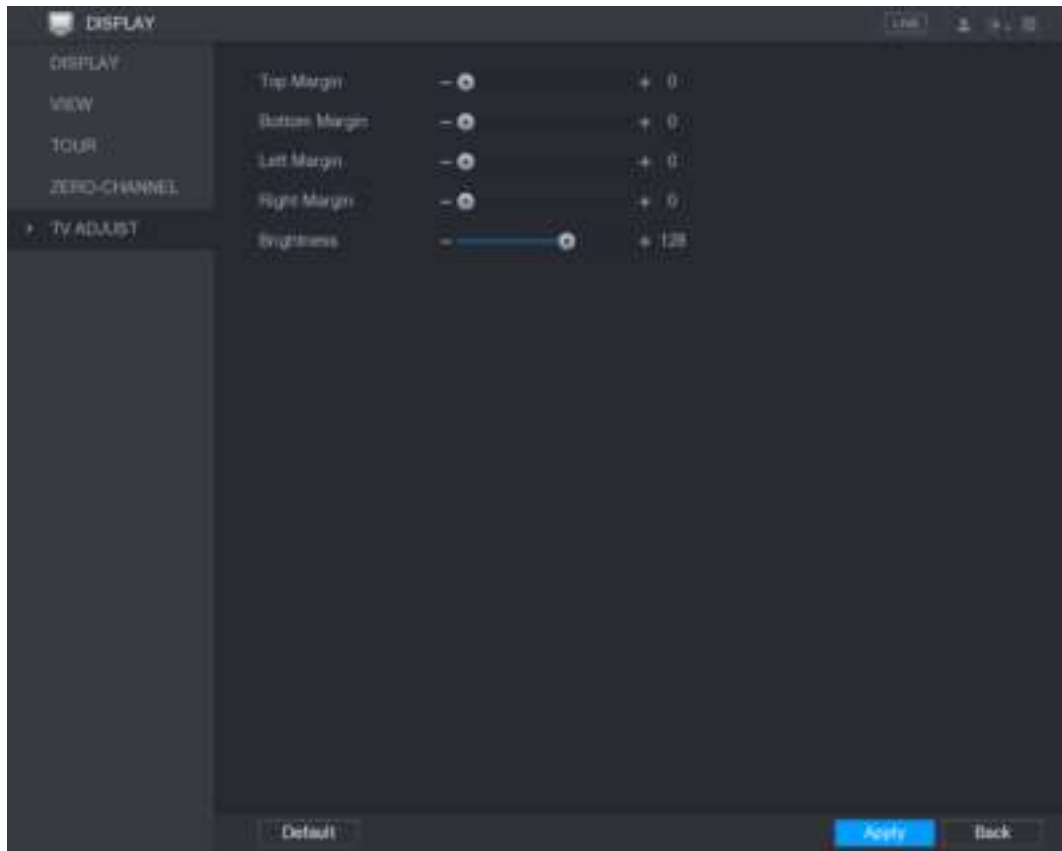 DISPLAY
LIVE
DISPLAY
VIEW
TOUR
ZERO-CHANNEL
TV ADJUST
Top Margin - + 0
Bottom Margin - + 0
Left Margin - + 0
Right Margin - + 0
Brightness - + 128
Default
Apply
Back